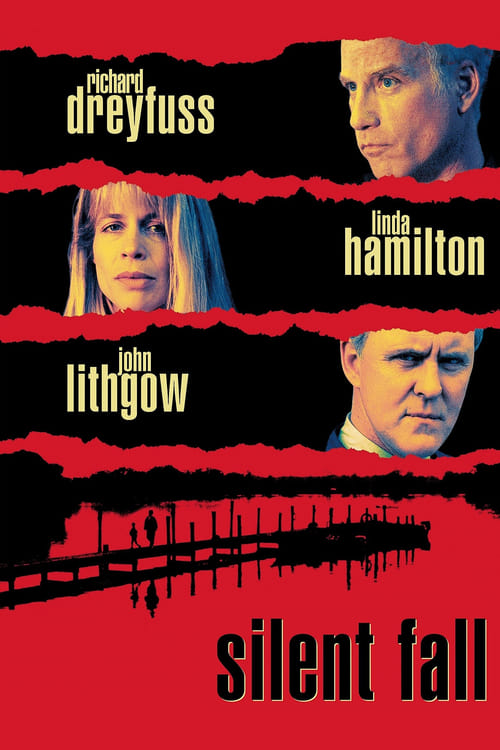 richard
dreyfuss
linda
hamilton
john
lithgow
silent fall